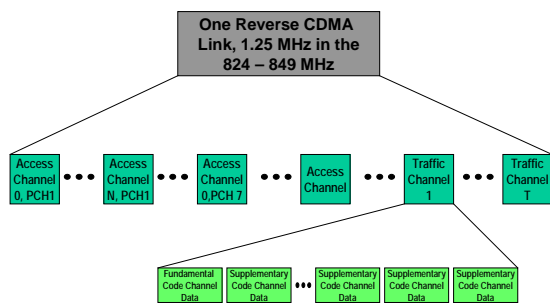 One Reverse CDMA
Link, 1.25 MHz in the
824 – 849 MHz
Access
Channel
0, PCH1
Access
Channel
N, PCH1
Access
Channel
0,PCH 7
Access
Channel
Traffic
Channel
1
Traffic
Channel
T
Fundamental
Code Channel
Data
Supplementary
Code Channel
Data
Supplementary
Code Channel
Data
Supplementary
Code Channel
Data
Supplementary
Code Channel
Data